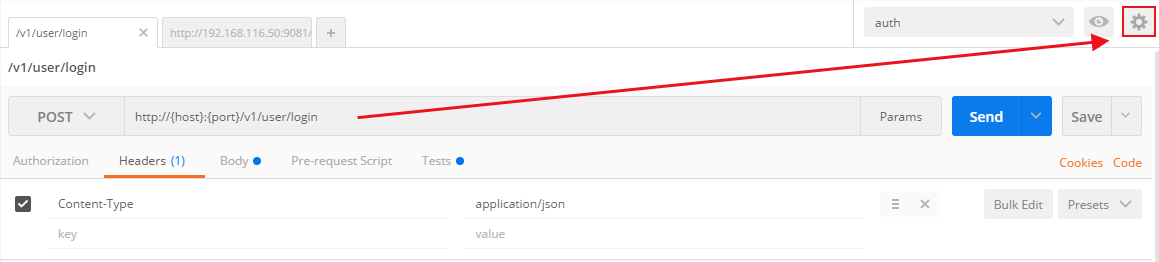 /v1/user/login
http://192.168.116.50:9081/
auth
/v1/user/login
POST
http://{host}:{port}/v1/user/login
Params
Send
Save
Authorization
Headers (1)
Body
Pre-request Script
Tests
Cookies
Code
Content-Type
application/json
Bulk Edit
Presets
key
value